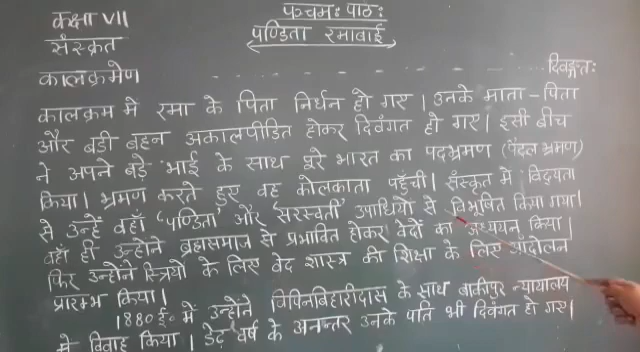 कक्षा VII
संस्कृत
पञ्चमः पाठः
पण्डिता रमाबाई
कालक्रमेण - - - - - - - - - - - - दिवङ्गतः
कालक्रम मे रमा के पिता निर्धन हो गए। उनके माता-पिता
और बडी बहन अकालपीडित होकर दिवंगत हो गए। इसी बीच
ने अपने बड़े भाई के साथ पूरे भारत का पदभ्रमण (पैदल भ्रमण)
किया। भ्रमण करते हुए वह कोलकाता पहुँची। संस्कृत मे विद्वता
से उन्हें वहाँ 'पण्डिता' और 'सरस्वती' उपाधियों से विभूषित किया गया।
वहाँ ही उन्होंने ब्रह्मसमाज से प्रभावित होकर वेदों का अध्ययन किया।
फिर उन्होंने स्त्रियों के लिए वेद शास्त्र की शिक्षा के लिए आंदोलन
प्रारम्भ किया।
1880 ई० में उन्होंने विपिनबिहारीदास के साथ बाकीपुर न्यायालय
मे विवाह किया। डेढ़ वर्ष के अनन्तर उनके पति भी दिवंगत हो गए।